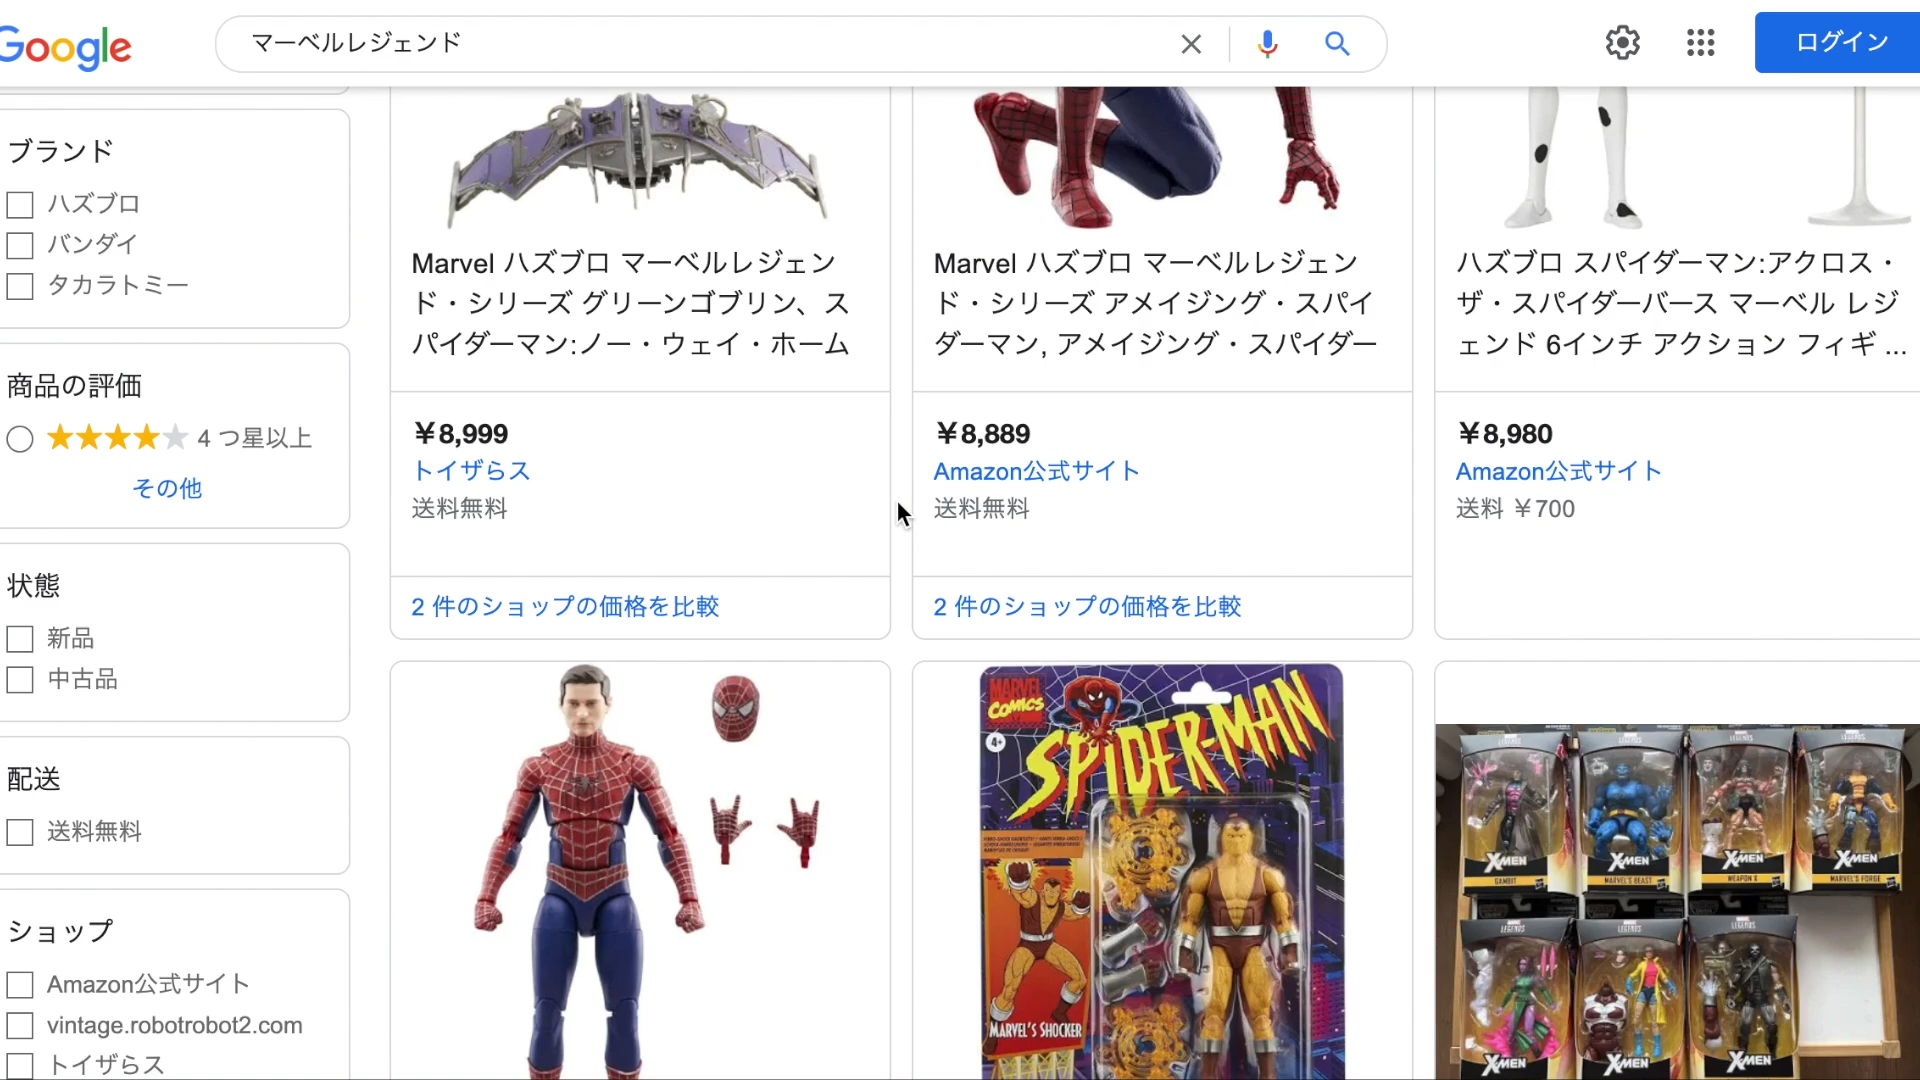 Google
マーベルレジェンド
ログイン
ブランド
ハズブロ
バンダイ
タカラトミー
商品の評価
4 つ星以上
その他
状態
新品
中古品
配送
送料無料
ショップ
Amazon公式サイト
vintage.robotrobot2.com
トイザらス
Marvel ハズブロ マーベルレジェン
ド・シリーズ グリーンゴブリン、ス
パイダーマン:ノー・ウェイ・ホーム
￥8,999
トイザらス
送料無料
2 件のショップの価格を比較
Marvel ハズブロ マーベルレジェン
ド・シリーズ アメイジング・スパイ
ダーマン, アメイジング・スパイダー
￥8,889
Amazon公式サイト
送料無料
2 件のショップの価格を比較
ハズブロ スパイダーマン:アクロス・
ザ・スパイダーバース マーベル レジ
ェンド 6インチ アクション フィギ ...
￥8,980
Amazon公式サイト
送料 ￥700
MARVEL
COMICS
4+
SPIDER-MAN
MARVEL'S SHOCKER
LEGENDS
LEGENDS
LEGENDS
LEGENDS
X-MEN
X-MEN
X-MEN
X-MEN
GAMBIT
MARVEL'S BEAST
WEAPON X
MARVEL'S FORGE
LEGENDS
LEGENDS
LEGENDS
X-MEN
X-MEN
X-MEN